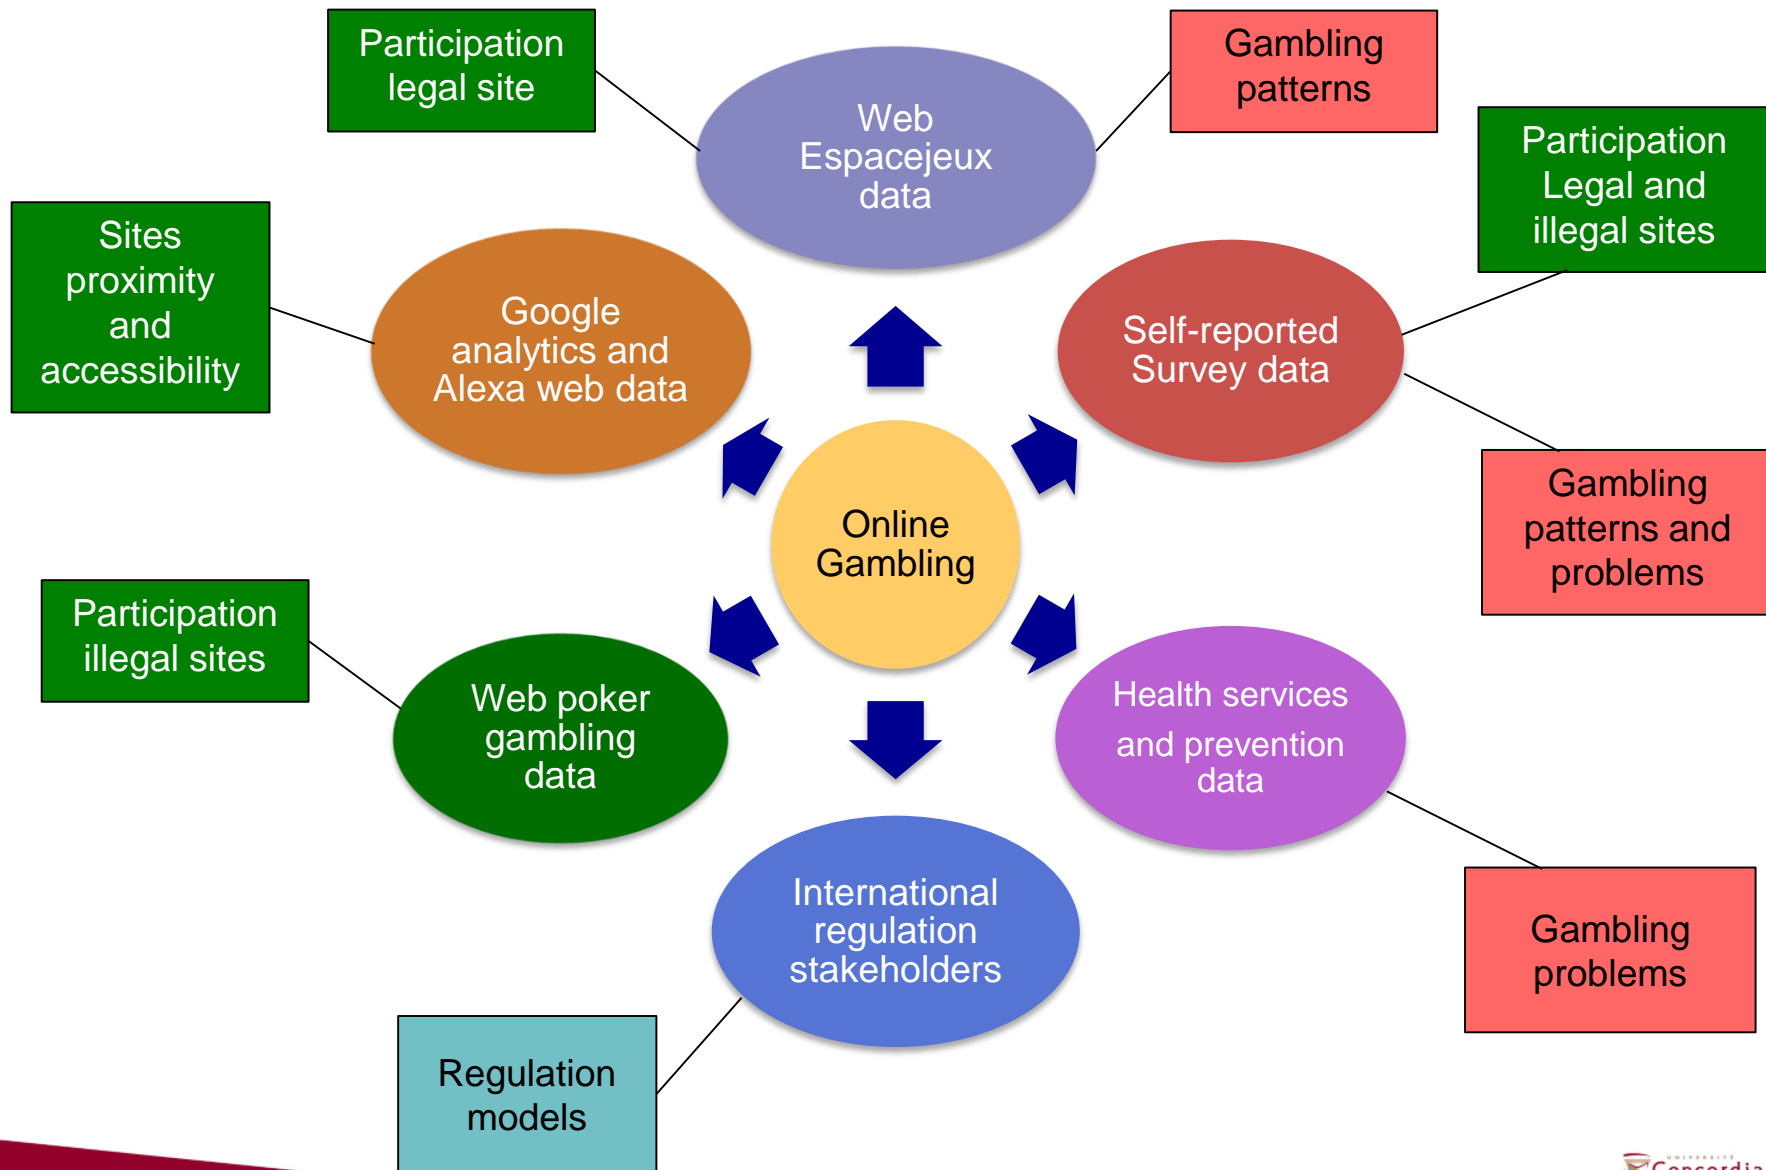 Participation
legal site
Gambling
patterns
Web
Espacejeux
data
Participation
Legal and
illegal sites
Sites
proximity
and
accessibility
Google
analytics and
Alexa web data
Self-reported
Survey data
Online
Gambling
Gambling
patterns and
problems
Participation
illegal sites
Web poker
gambling
data
Health services
and prevention
data
International
regulation
stakeholders
Gambling
problems
Regulation
models
UNIVERSITÉ
Concordia